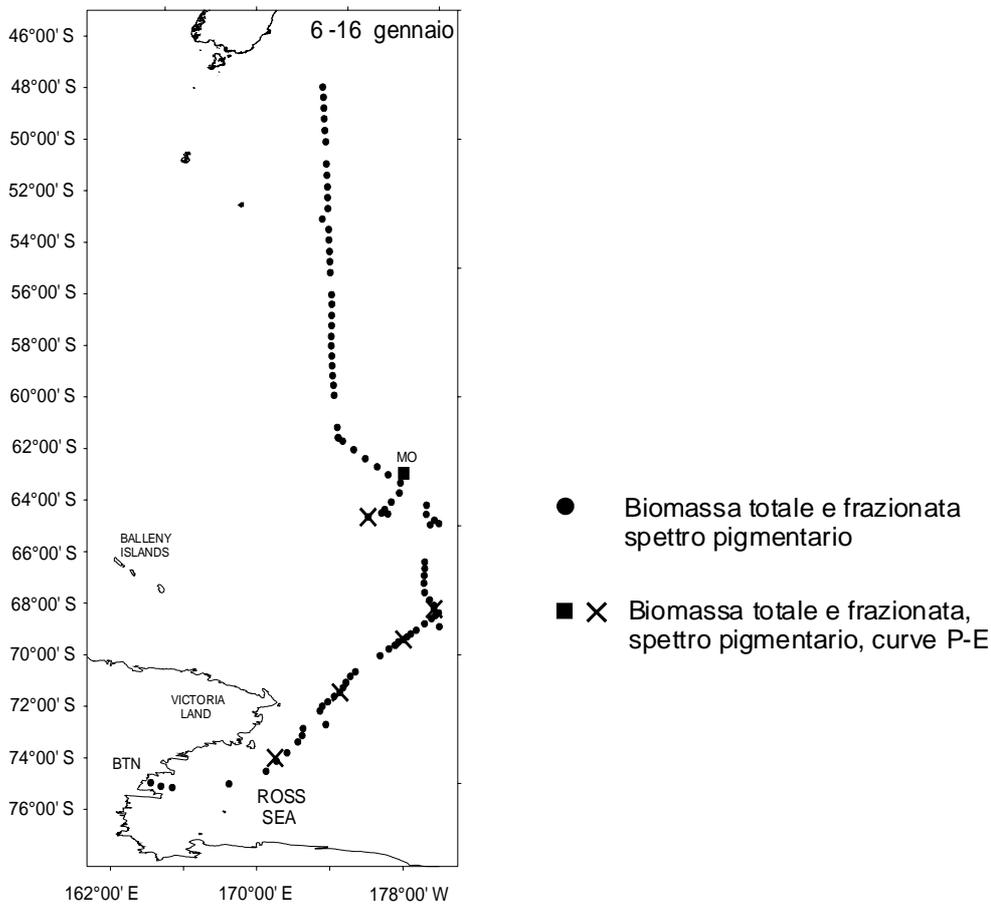 6 -16 gennaio
46°00' S
48°00' S
50°00' S
52°00' S
54°00' S
56°00' S
58°00' S
60°00' S
62°00' S
MO
64°00' S
BALLENY
ISLANDS
66°00' S
68°00' S
70°00' S
72°00' S
VICTORIA
LAND
74°00' S
BTN
76°00' S
ROSS
SEA
162°00' E
170°00' E
178°00' W
Biomassa totale e frazionata
spettro pigmentario
Biomassa totale e frazionata,
spettro pigmentario, curve P-E